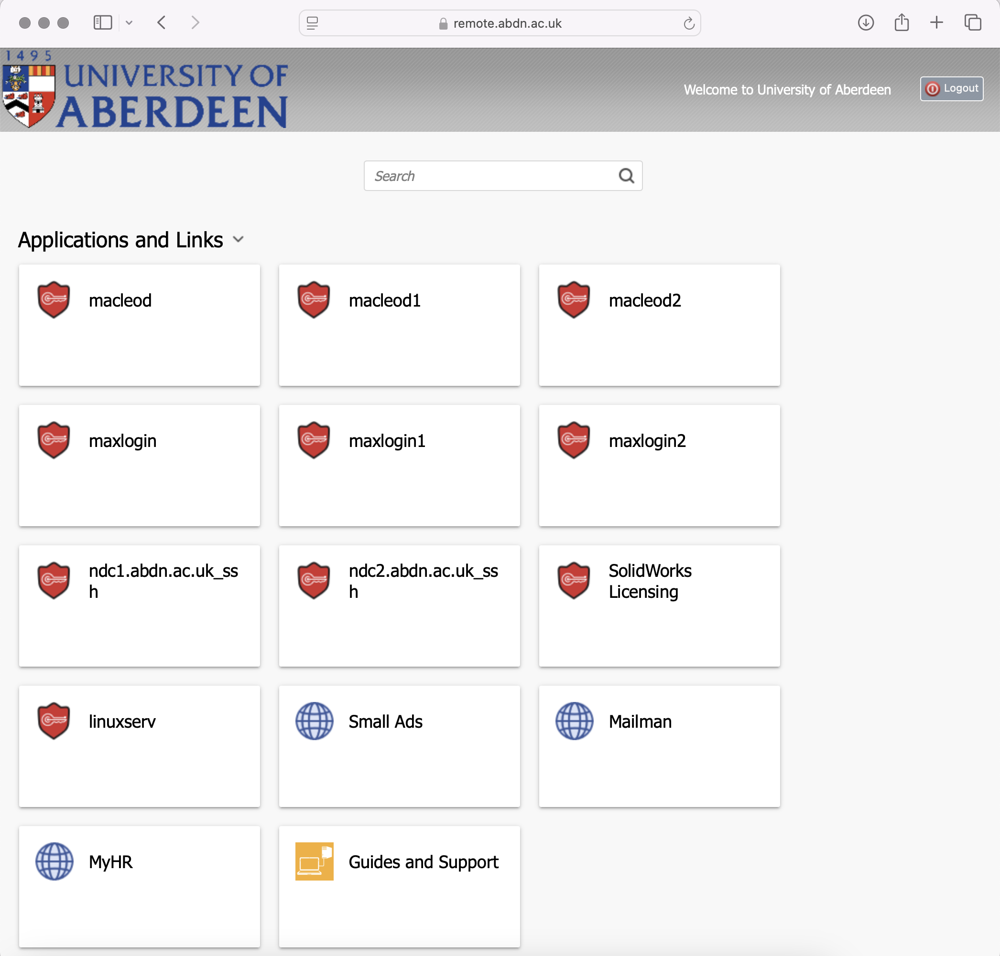 remote.abdn.ac.uk
1495
UNIVERSITY OF
ABERDEEN
Welcome to University of Aberdeen
Logout
Search
Applications and Links
macleod
macleod1
macleod2
maxlogin
maxlogin1
maxlogin2
ndc1.abdn.ac.uk_ss
h
ndc2.abdn.ac.uk_ss
h
SolidWorks
Licensing
linuxserv
Small Ads
Mailman
MyHR
Guides and Support